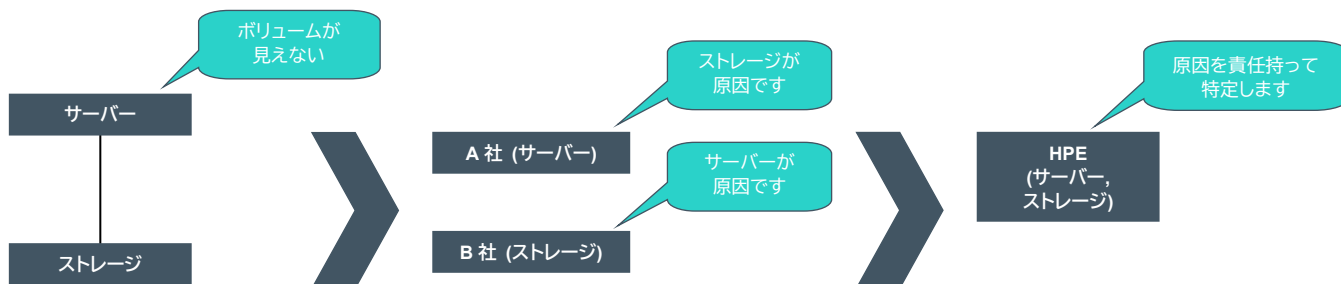 ボリュームが
見えない
サーバー
ストレージ
ストレージが
原因です
A 社 (サーバー)
サーバーが
原因です
B 社 (ストレージ)
原因を責任持って
特定します
HPE
(サーバー,
ストレージ)